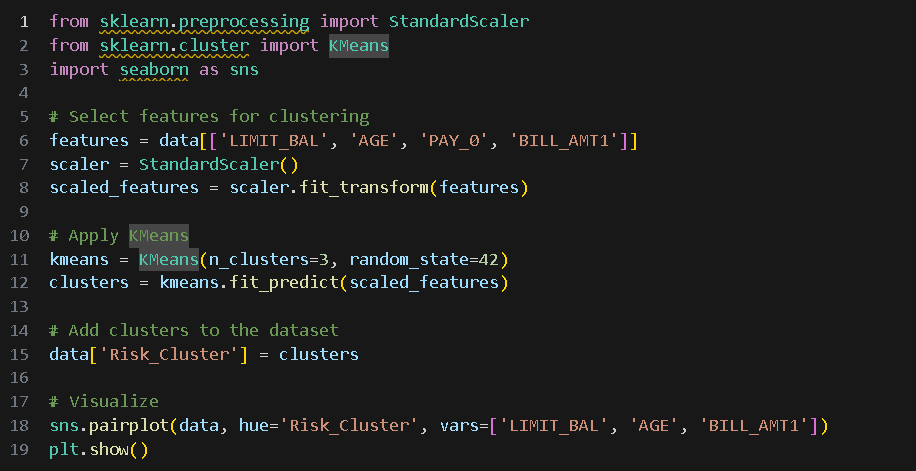 1 from sklearn.preprocessing import StandardScaler
2 from sklearn.cluster import KMeans
3 import seaborn as sns
4
5 # Select features for clustering
6 features = data[['LIMIT_BAL', 'AGE', 'PAY_0', 'BILL_AMT1']]
7 scaler = StandardScaler()
8 scaled_features = scaler.fit_transform(features)
9
10 # Apply KMeans
11 kmeans = KMeans(n_clusters=3, random_state=42)
12 clusters = kmeans.fit_predict(scaled_features)
13
14 # Add clusters to the dataset
15 data['Risk_Cluster'] = clusters
16
17 # Visualize
18 sns.pairplot(data, hue='Risk_Cluster', vars=['LIMIT_BAL', 'AGE', 'BILL_AMT1'])
19 plt.show()